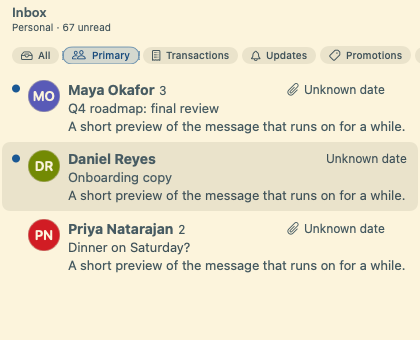 Inbox
Personal · 67 unread
All Primary Transactions Updates Promotions
MO Maya Okafor 3 Unknown date
Q4 roadmap: final review
A short preview of the message that runs on for a while.
DR Daniel Reyes Unknown date
Onboarding copy
A short preview of the message that runs on for a while.
PN Priya Natarajan 2 Unknown date
Dinner on Saturday?
A short preview of the message that runs on for a while.